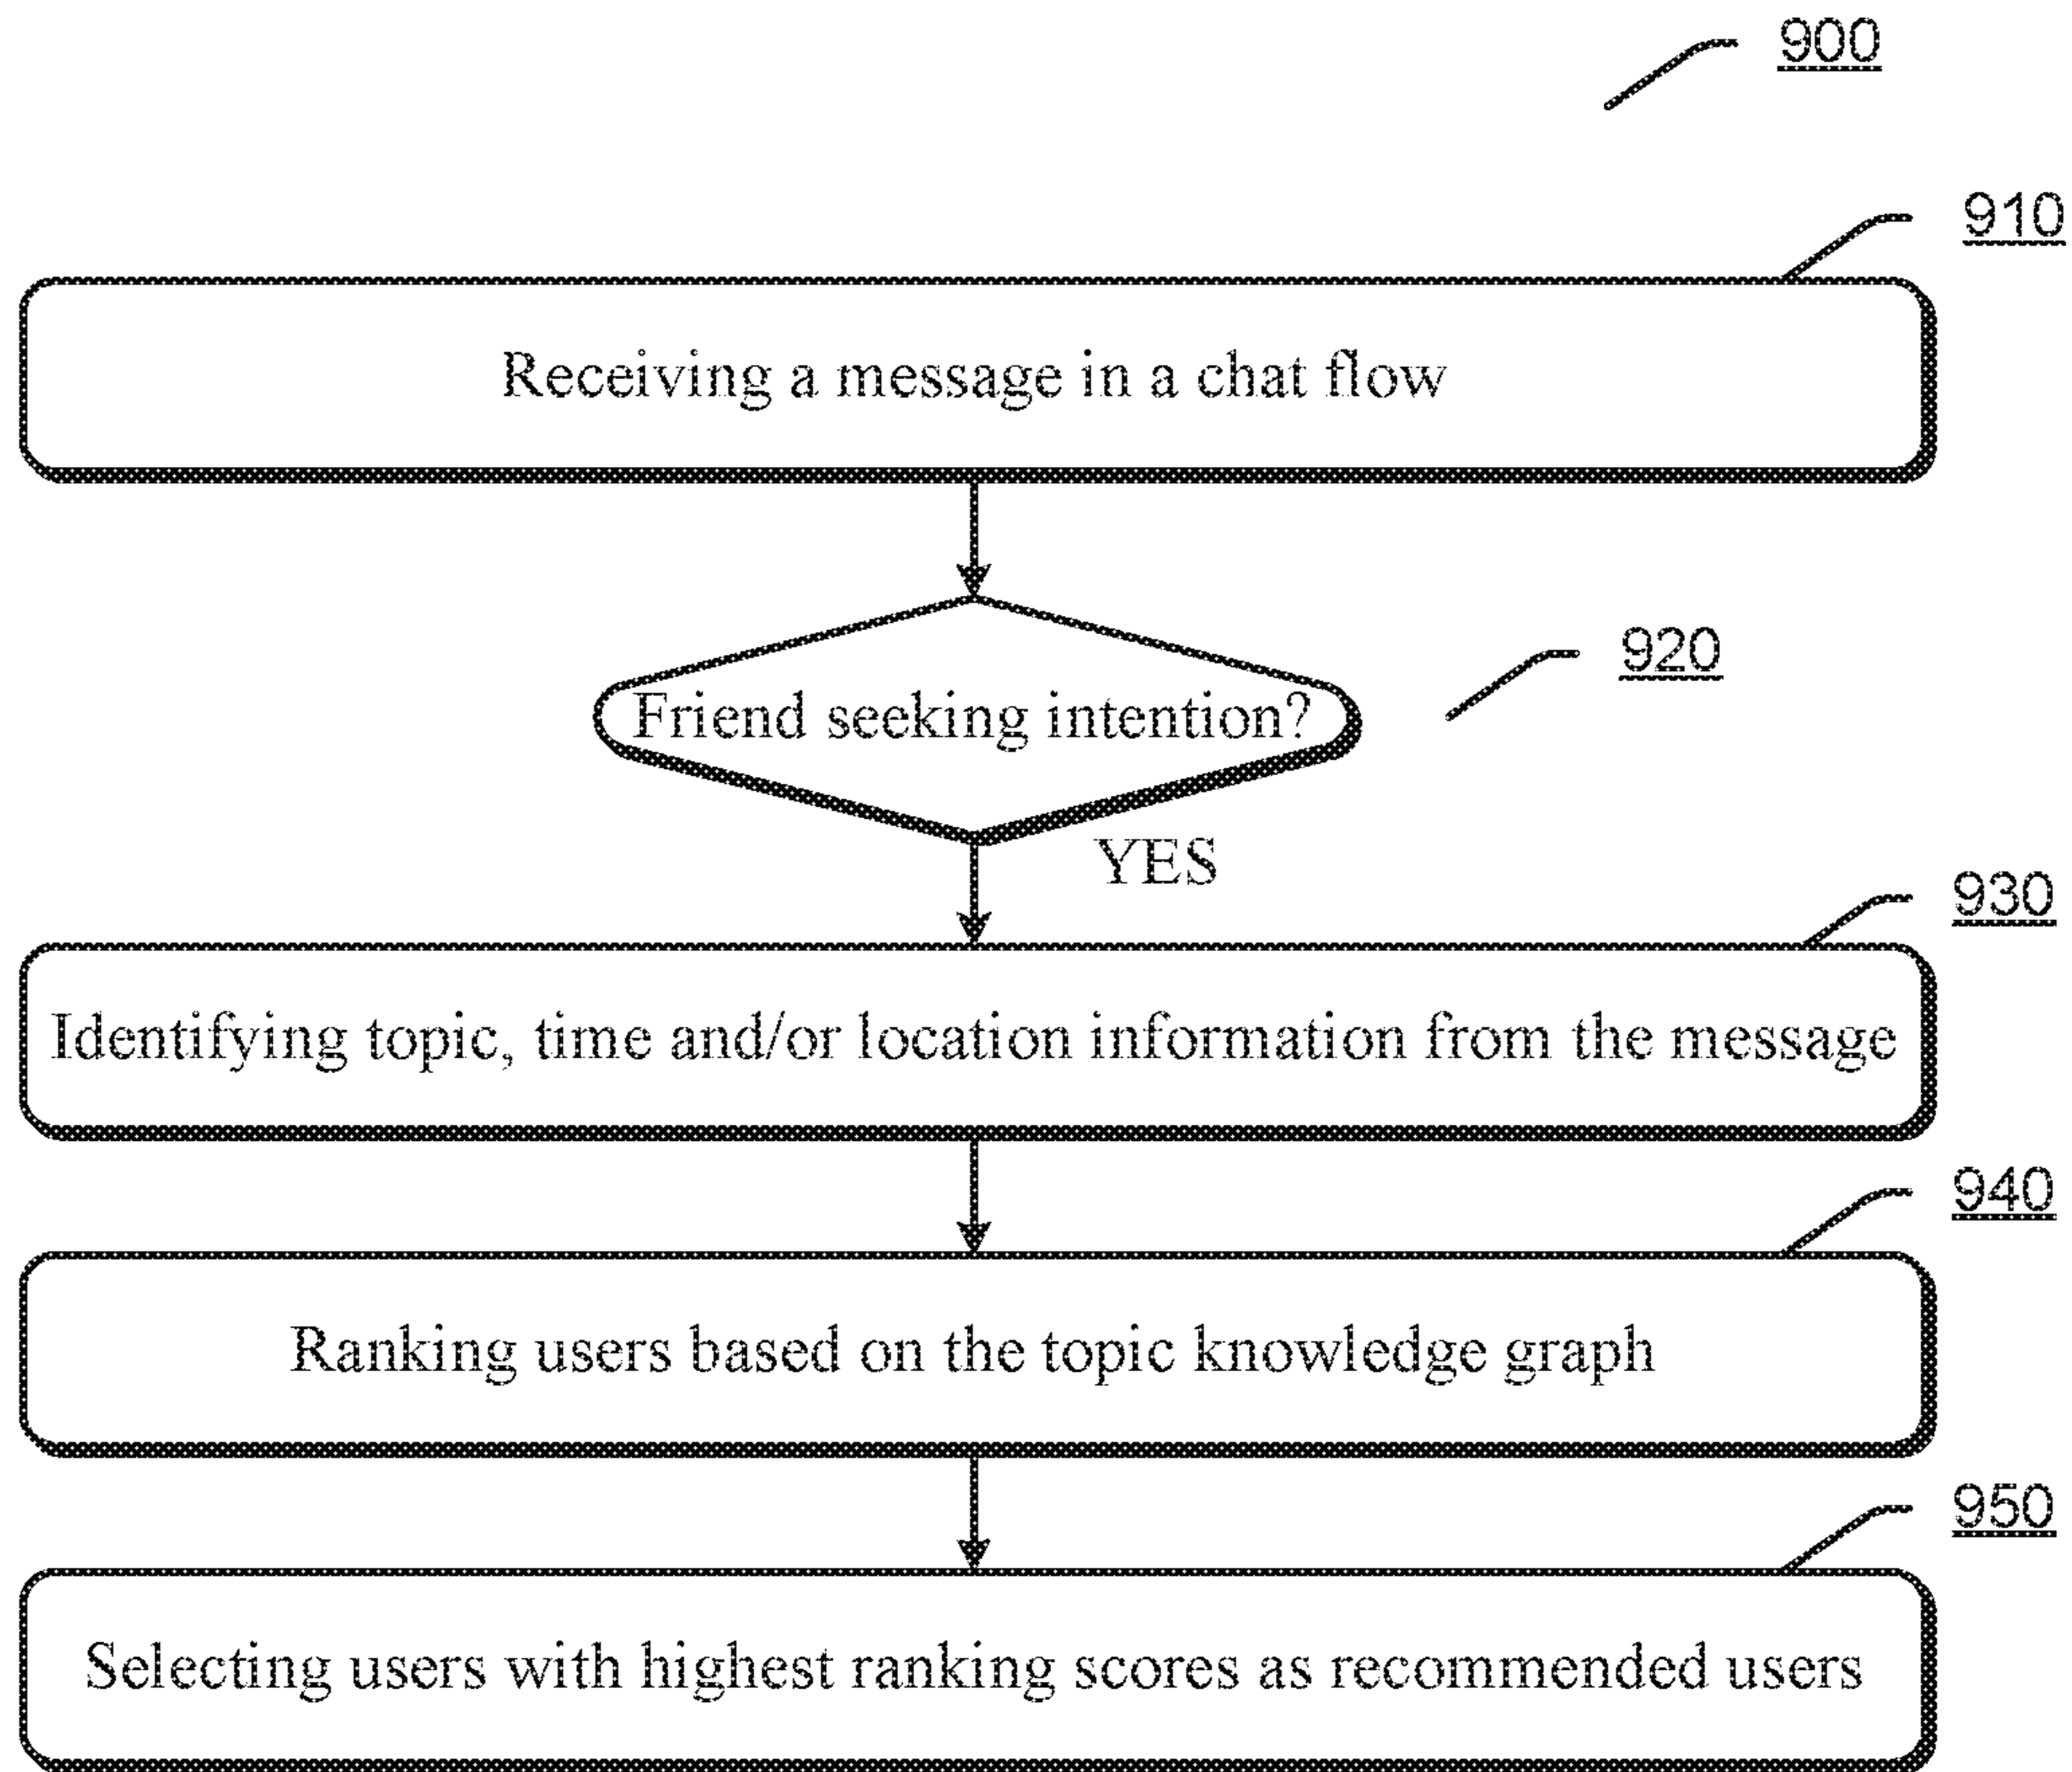 900
910
Receiving a message in a chat flow
920
Friend seeking intention?
YES
930
Identifying topic, time and/or location information from the message
940
Ranking users based on the topic knowledge graph
950
Selecting users with highest ranking scores as recommended users